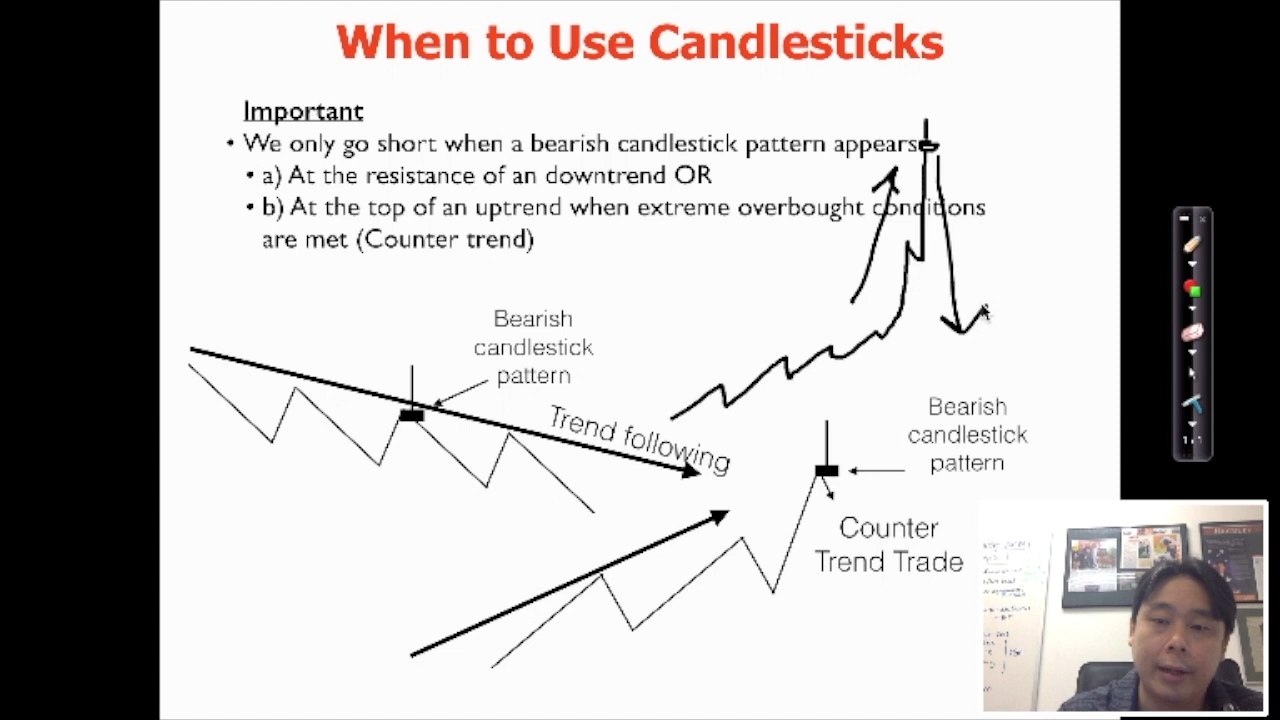 When to Use Candlesticks
Important
• We only go short when a bearish candlestick pattern appears
• a) At the resistance of an downtrend OR
• b) At the top of an uptrend when extreme overbought conditions
are met (Counter trend)
Bearish
candlestick
pattern
Trend following
Bearish
candlestick
pattern
Counter
Trend Trade
1/1